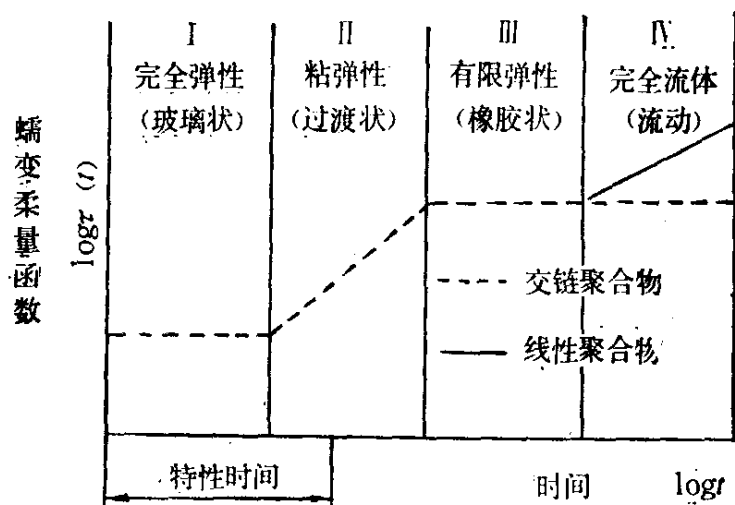 I
II
III
IV
完全弹性
粘弹性
有限弹性
完全流体
(玻璃状)
(过渡状)
(橡胶状)
(流动)
蠕变柔量函数
logτ (t)
交链聚合物
线性聚合物
特性时间
时间
logt